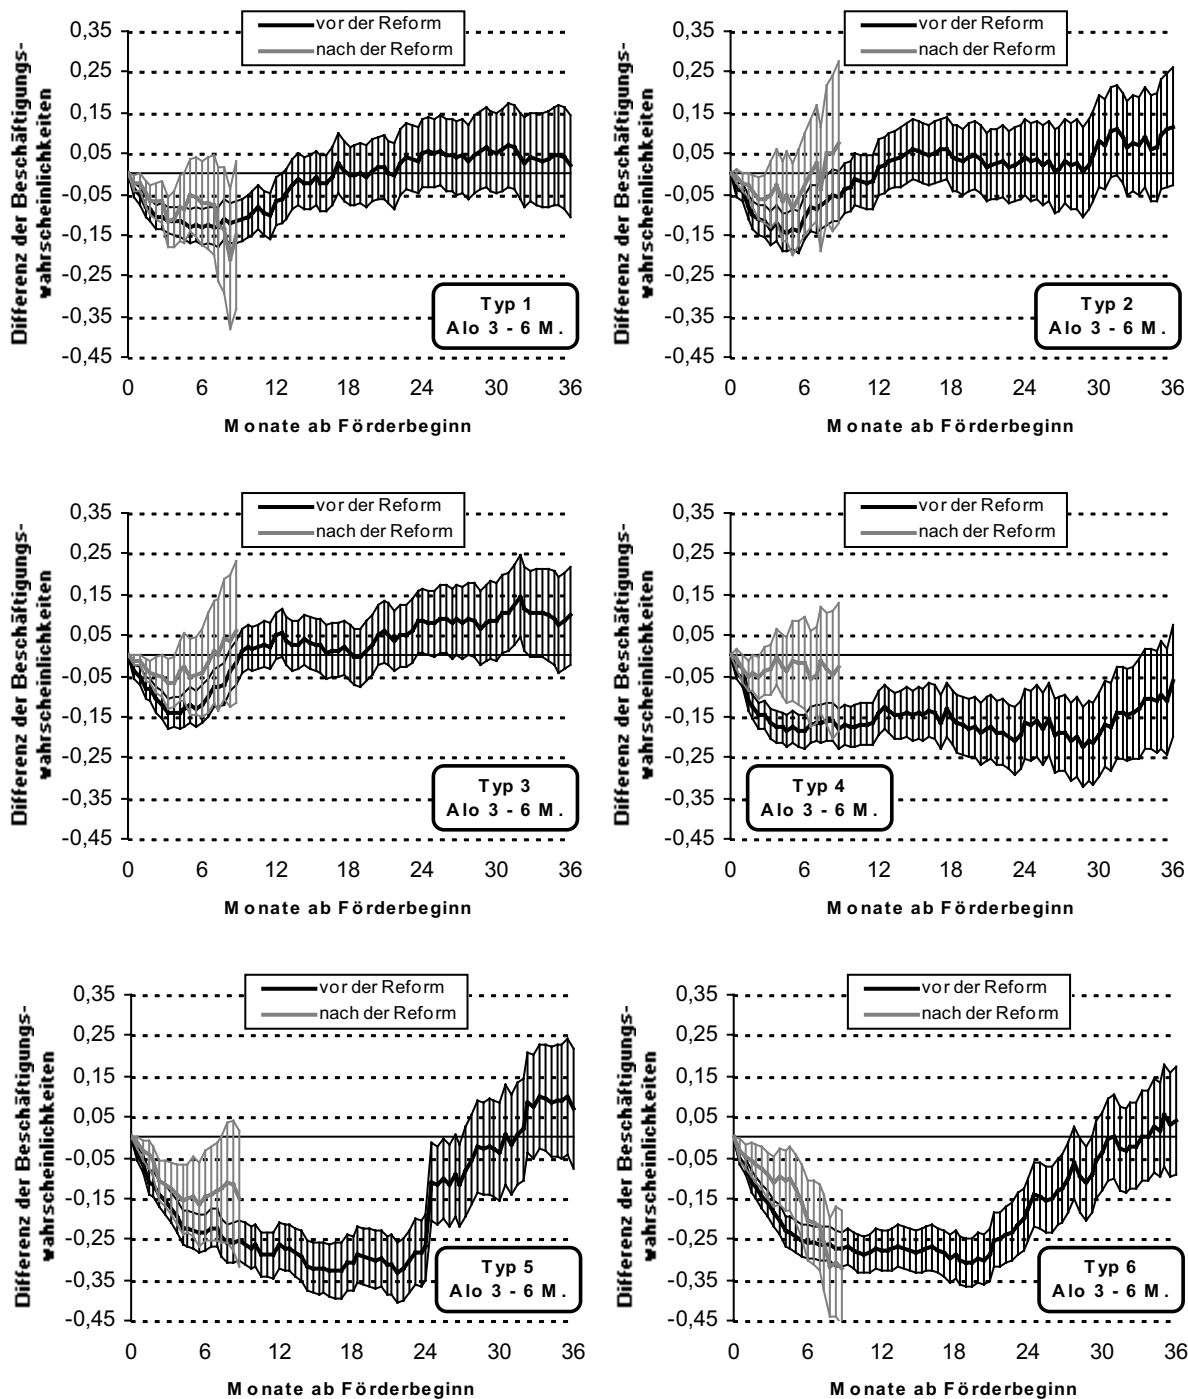 vor der Reform
nach der Reform
Differenz der Beschäftigungs-
wahrscheinlichkeiten
0,35
0,25
0,15
0,05
-0,05
-0,15
-0,25
-0,35
-0,45
Typ 1
Alo 3 - 6 M.
0 6 12 18 24 30 36
Monate ab Förderbeginn
vor der Reform
nach der Reform
Differenz der Beschäftigungs-
wahrscheinlichkeiten
0,35
0,25
0,15
0,05
-0,05
-0,15
-0,25
-0,35
-0,45
Typ 2
Alo 3 - 6 M.
0 6 12 18 24 30 36
Monate ab Förderbeginn
vor der Reform
nach der Reform
Differenz der Beschäftigungs-
wahrscheinlichkeiten
0,35
0,25
0,15
0,05
-0,05
-0,15
-0,25
-0,35
-0,45
Typ 3
Alo 3 - 6 M.
0 6 12 18 24 30 36
Monate ab Förderbeginn
vor der Reform
nach der Reform
Differenz der Beschäftigungs-
wahrscheinlichkeiten
0,35
0,25
0,15
0,05
-0,05
-0,15
-0,25
-0,35
-0,45
Typ 4
Alo 3 - 6 M.
0 6 12 18 24 30 36
Monate ab Förderbeginn
vor der Reform
nach der Reform
Differenz der Beschäftigungs-
wahrscheinlichkeiten
0,35
0,25
0,15
0,05
-0,05
-0,15
-0,25
-0,35
-0,45
Typ 5
Alo 3 - 6 M.
0 6 12 18 24 30 36
Monate ab Förderbeginn
vor der Reform
nach der Reform
Differenz der Beschäftigungs-
wahrscheinlichkeiten
0,35
0,25
0,15
0,05
-0,05
-0,15
-0,25
-0,35
-0,45
Typ 6
Alo 3 - 6 M.
0 6 12 18 24 30 36
Monate ab Förderbeginn